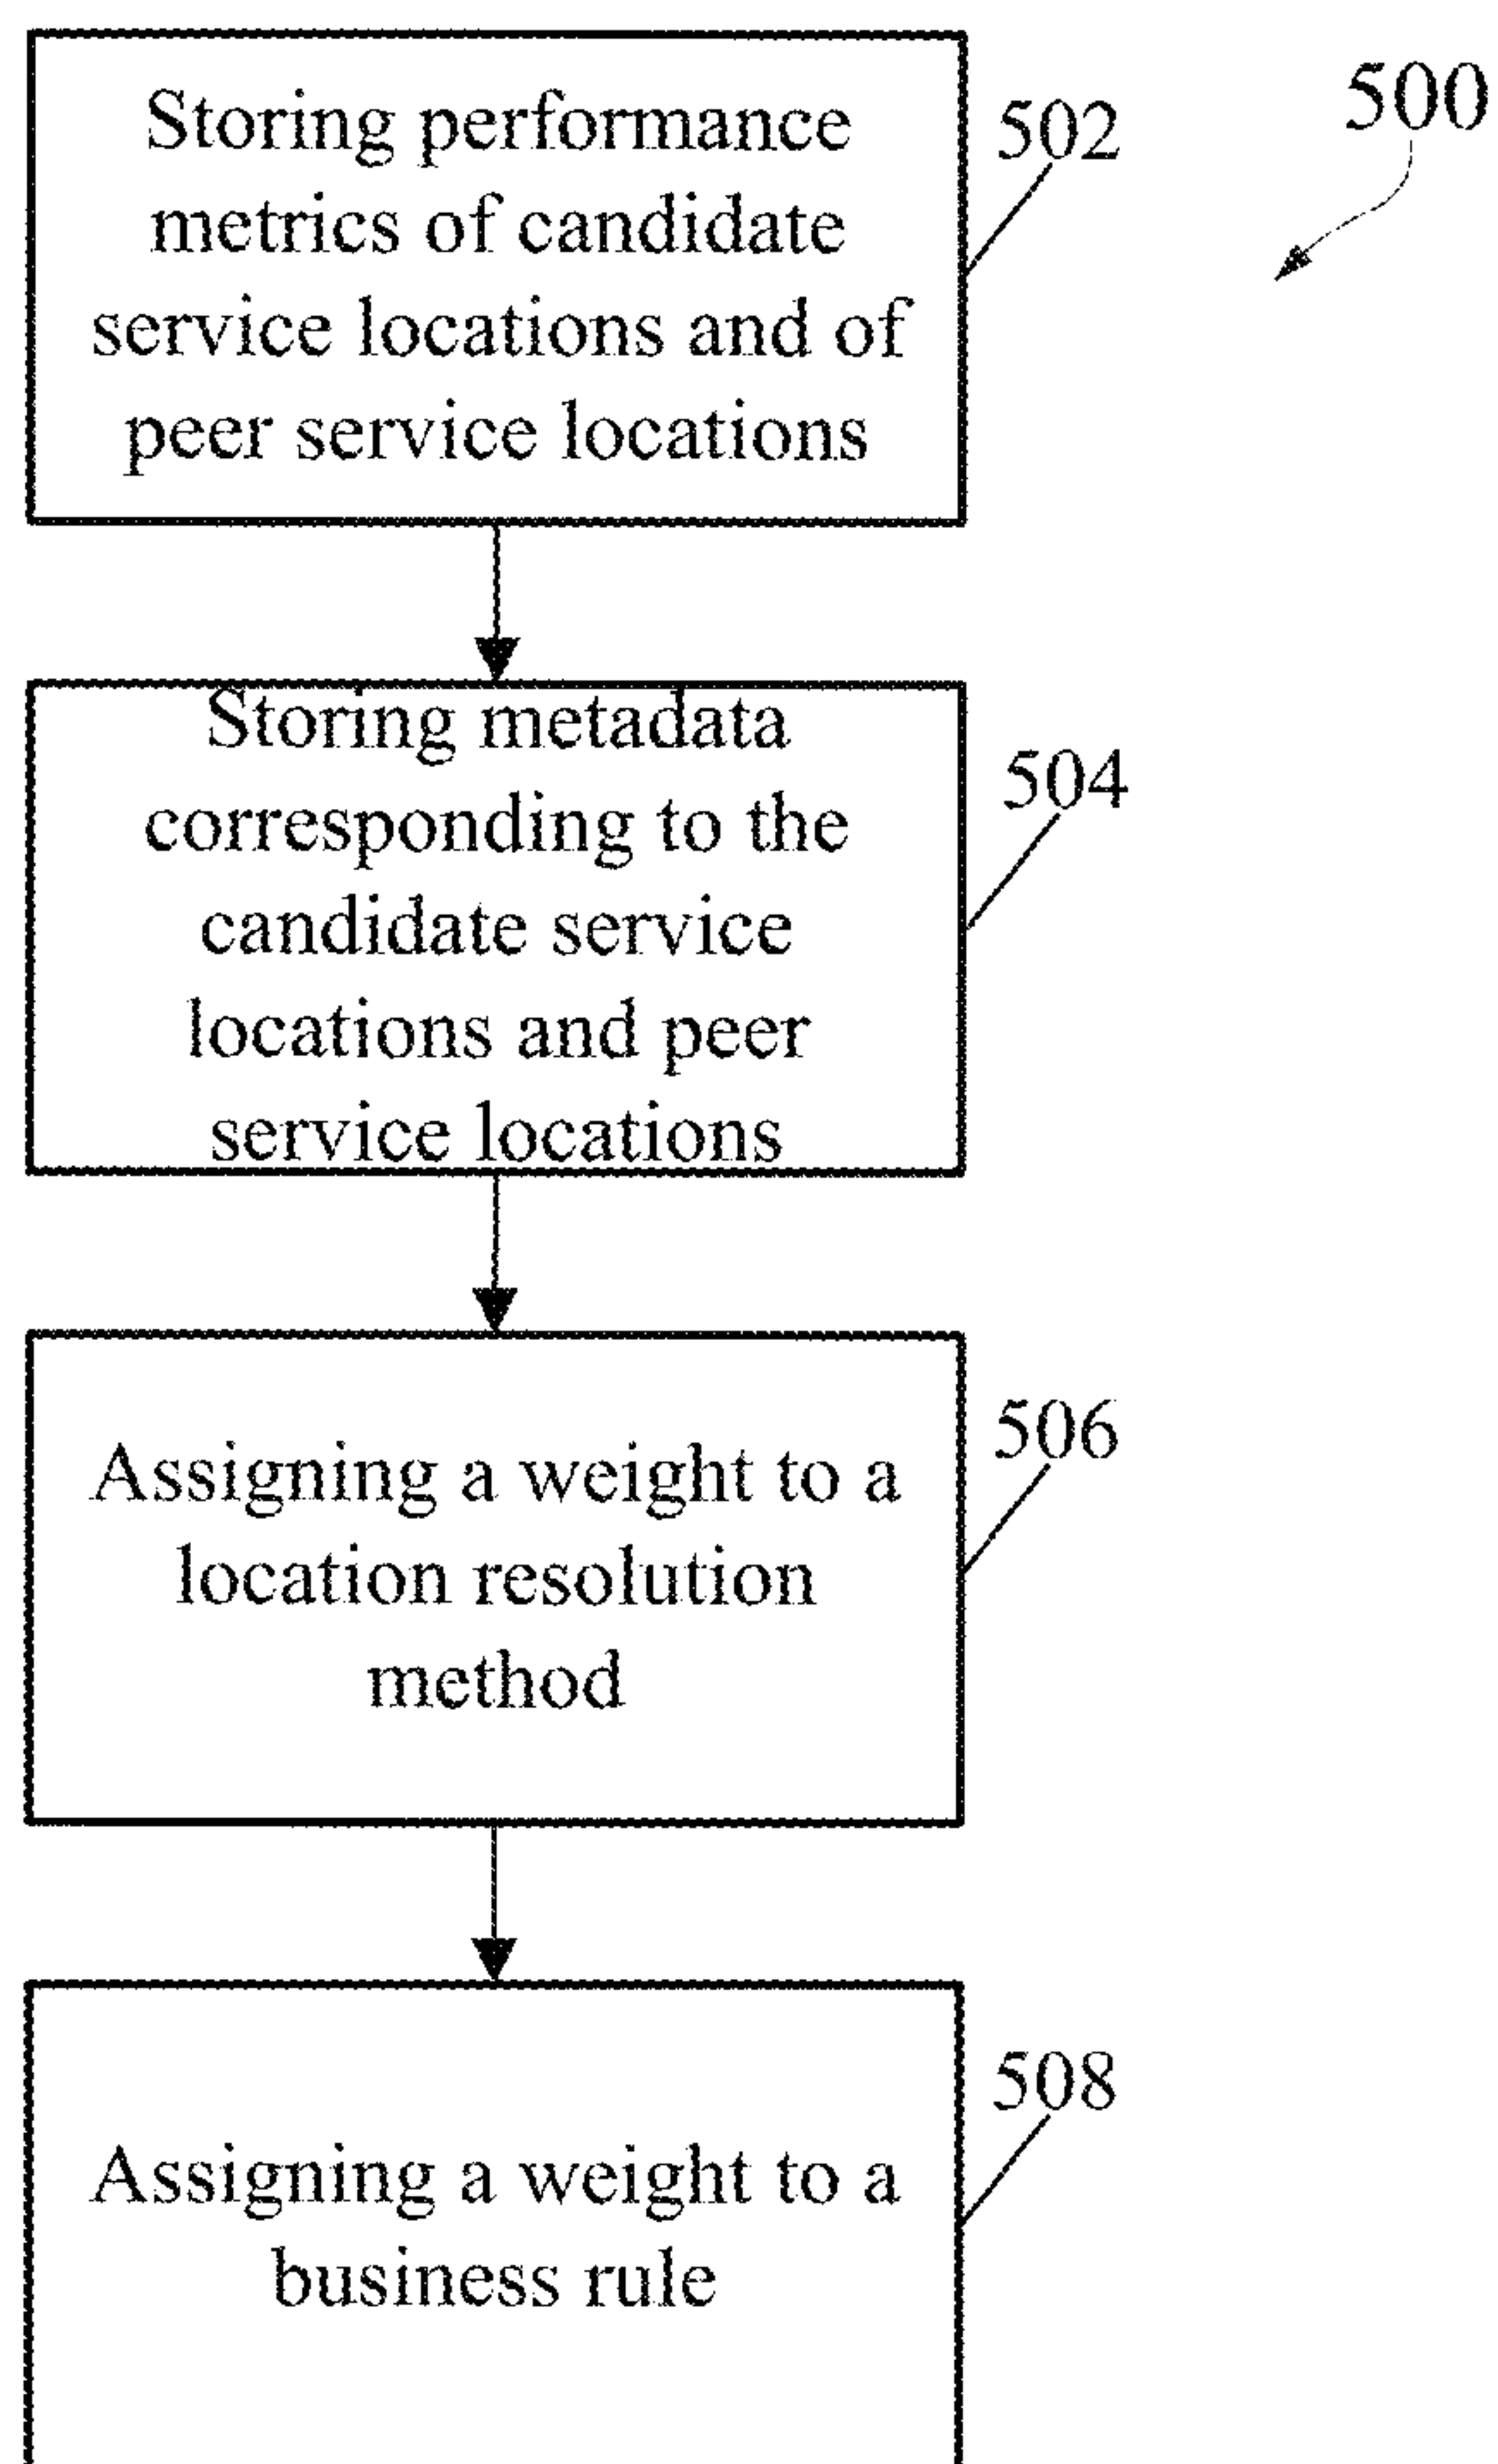 500
Storing performance
metrics of candidate
service locations and of
peer service locations
502
Storing metadata
corresponding to the
candidate service
locations and peer
service locations
504
Assigning a weight to a
location resolution
method
506
Assigning a weight to a
business rule
508